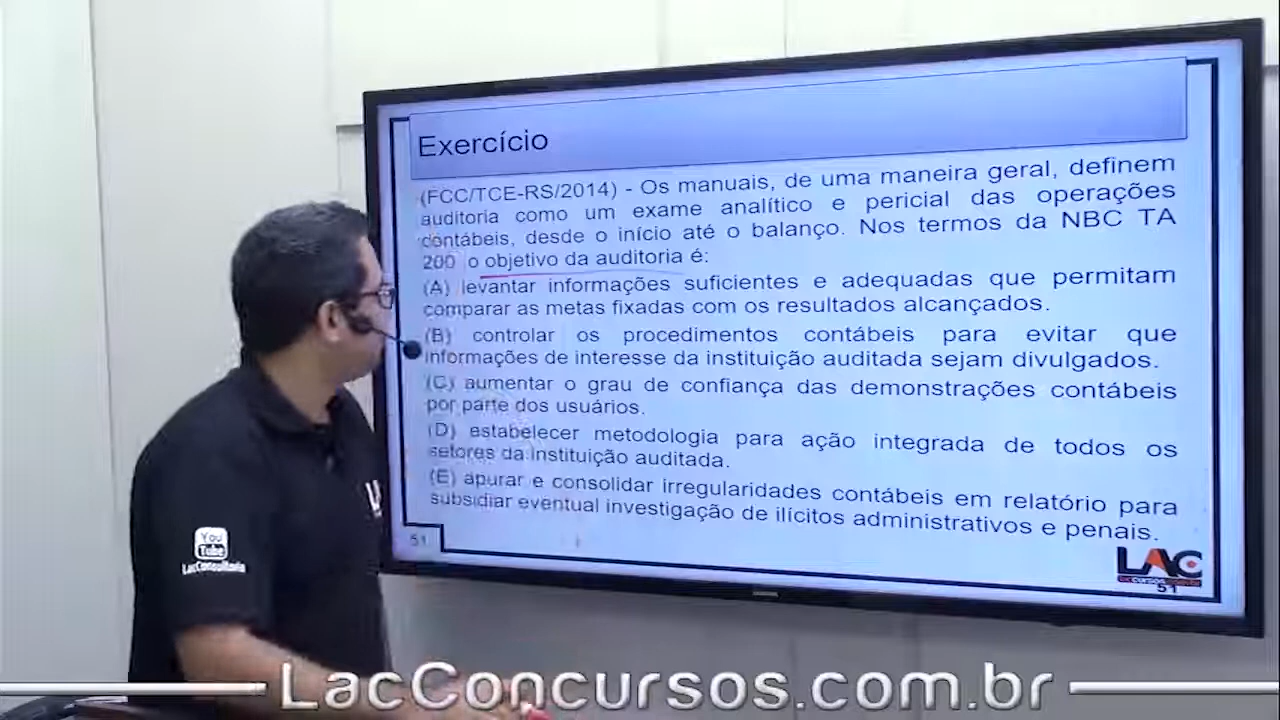 Exercício
(FCC/TCE-RS/2014) - Os manuais, de uma maneira geral, definem
auditoria como um exame analítico e pericial das operações
contábeis, desde o início até o balanço. Nos termos da NBC TA
200 o objetivo da auditoria é:
(A) levantar informações suficientes e adequadas que permitam
comparar as metas fixadas com os resultados alcançados.
(B) controlar os procedimentos contábeis para evitar que
informações de interesse da instituição auditada sejam divulgados.
(C) aumentar o grau de confiança das demonstrações contábeis
por parte dos usuários.
(D) estabelecer metodologia para ação integrada de todos os
setores da instituição auditada.
(E) apurar e consolidar irregularidades contábeis em relatório para
subsidiar eventual investigação de ilícitos administrativos e penais.
51
LAC
51
You
Tube
LacConsultoria
LacConcursos.com.br